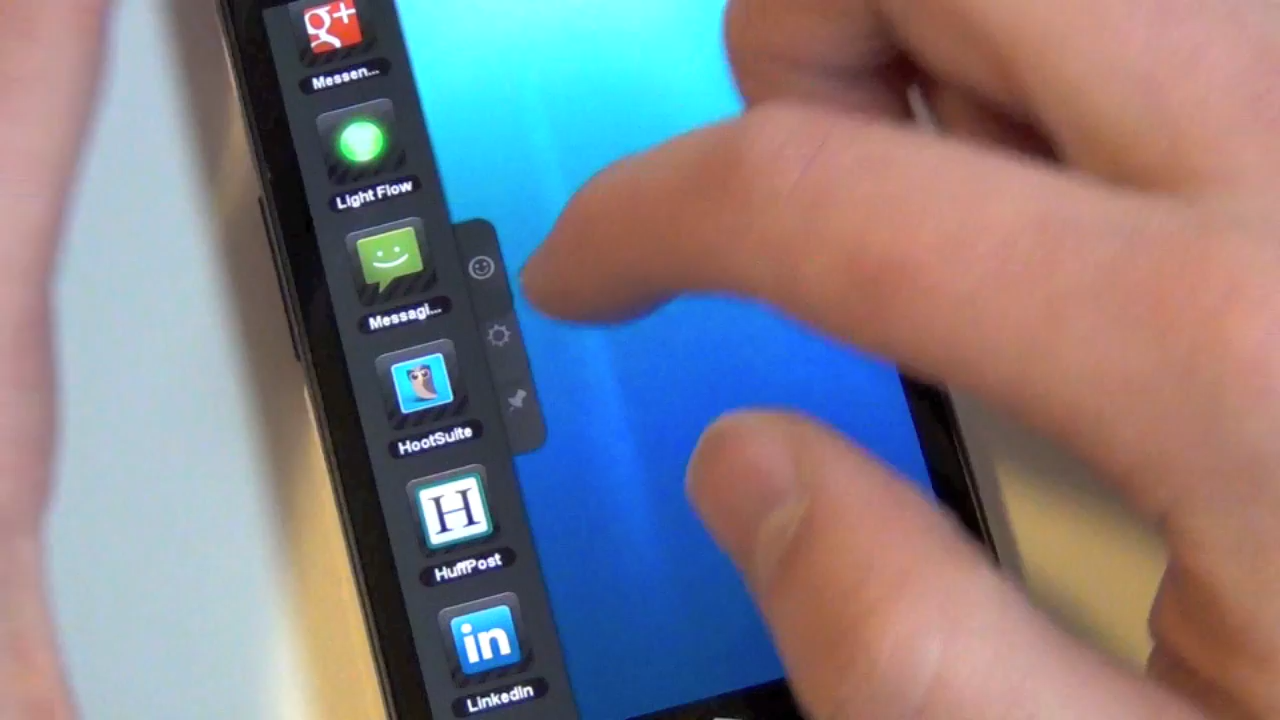 g+
Messen...
Light Flow
Messagi...
HootSuite
H
HuffPost
in
LinkedIn